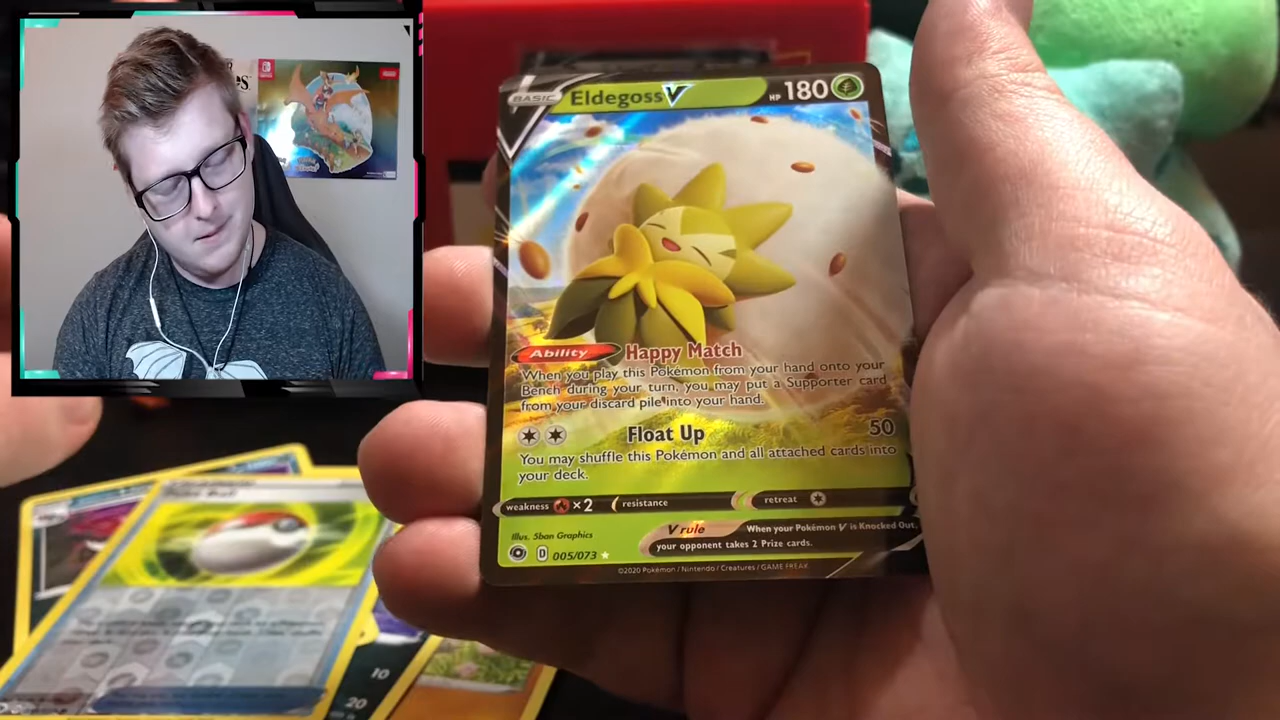 BASIC Eldegoss V HP 180
Ability Happy Match
When you play this Pokémon from your hand onto your
Bench during your turn, you may put a Supporter card
from your discard pile into your hand.
Float Up 50
You may shuffle this Pokémon and all attached cards into
your deck.
weakness ×2 resistance retreat
Illus. 5ban Graphics
V rule When your Pokémon V is Knocked Out,
your opponent takes 2 Prize cards.
D 005/073
©2020 Pokémon / Nintendo / Creatures / GAME FREAK
10
20